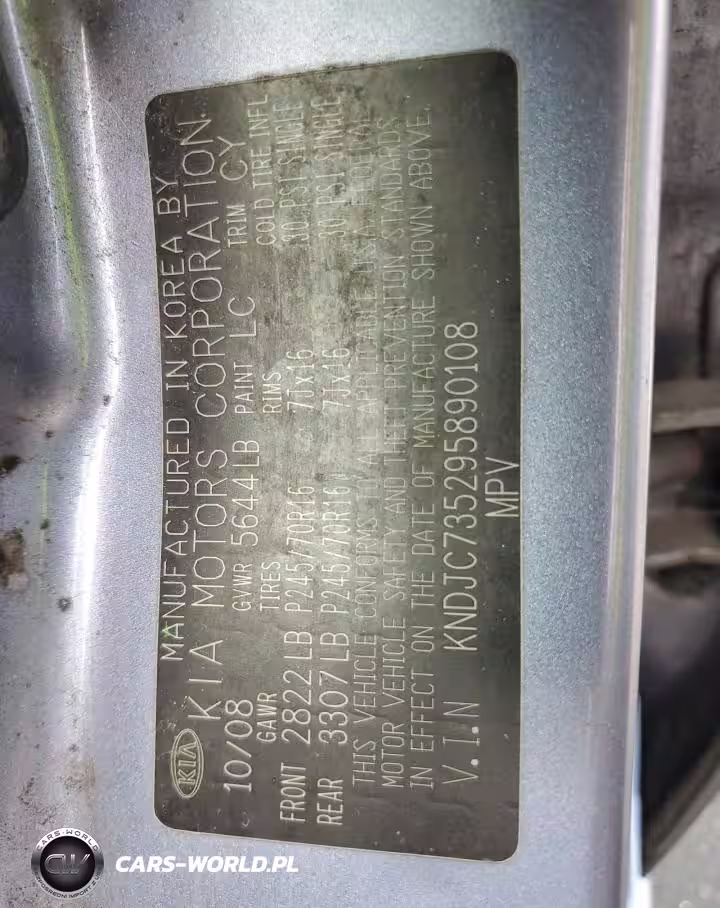 MANUFACTURED IN KOREA BY
KIA MOTORS CORPORATION.
KIA
10/08 GVWR 5644LB PAINT LC TRIM CY
GAWR TIRES RIMS COLD TIRE INFL
FRONT 2822LB P245/70R16 7Jx16 30 PSI SINGLE
REAR 3307LB P245/70R16 7Jx16 30 PSI SINGLE
THIS VEHICLE CONFORMS TO ALL APPLICABLE U.S.A. FEDERAL
MOTOR VEHICLE SAFETY AND THEFT PREVENTION STANDARDS
IN EFFECT ON THE DATE OF MANUFACTURE SHOWN ABOVE.
V.I.N KNDJC735295890108
MPV
CARS-WORLD
CW
CARS-WORLD.PL